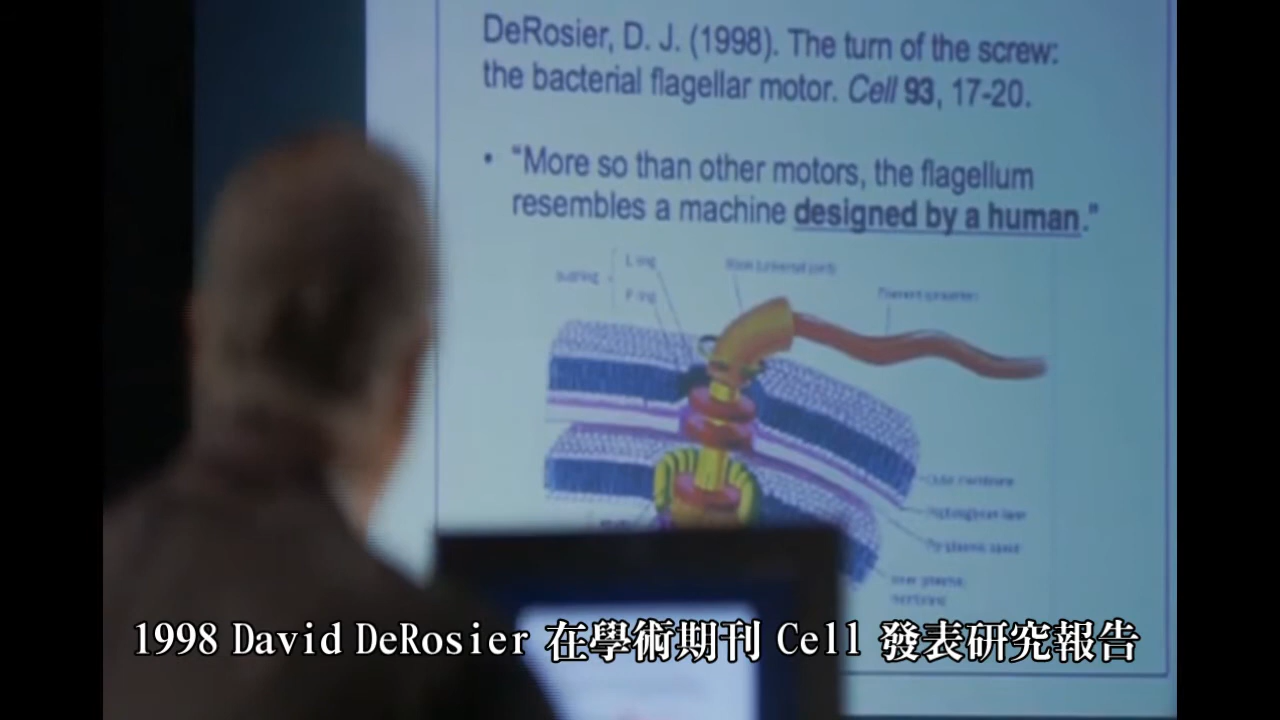 DeRosier, D. J. (1998). The turn of the screw:
the bacterial flagellar motor. Cell 93, 17-20.
• “More so than other motors, the flagellum
resembles a machine designed by a human.”
L ring
P ring
1998 David DeRosier 在學術期刊 Cell 發表研究報告